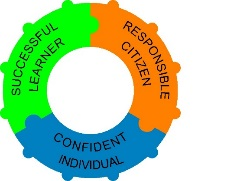 SUCCESSFUL
LEARNER
RESPONSIBLE
CITIZEN
CONFIDENT
INDIVIDUAL